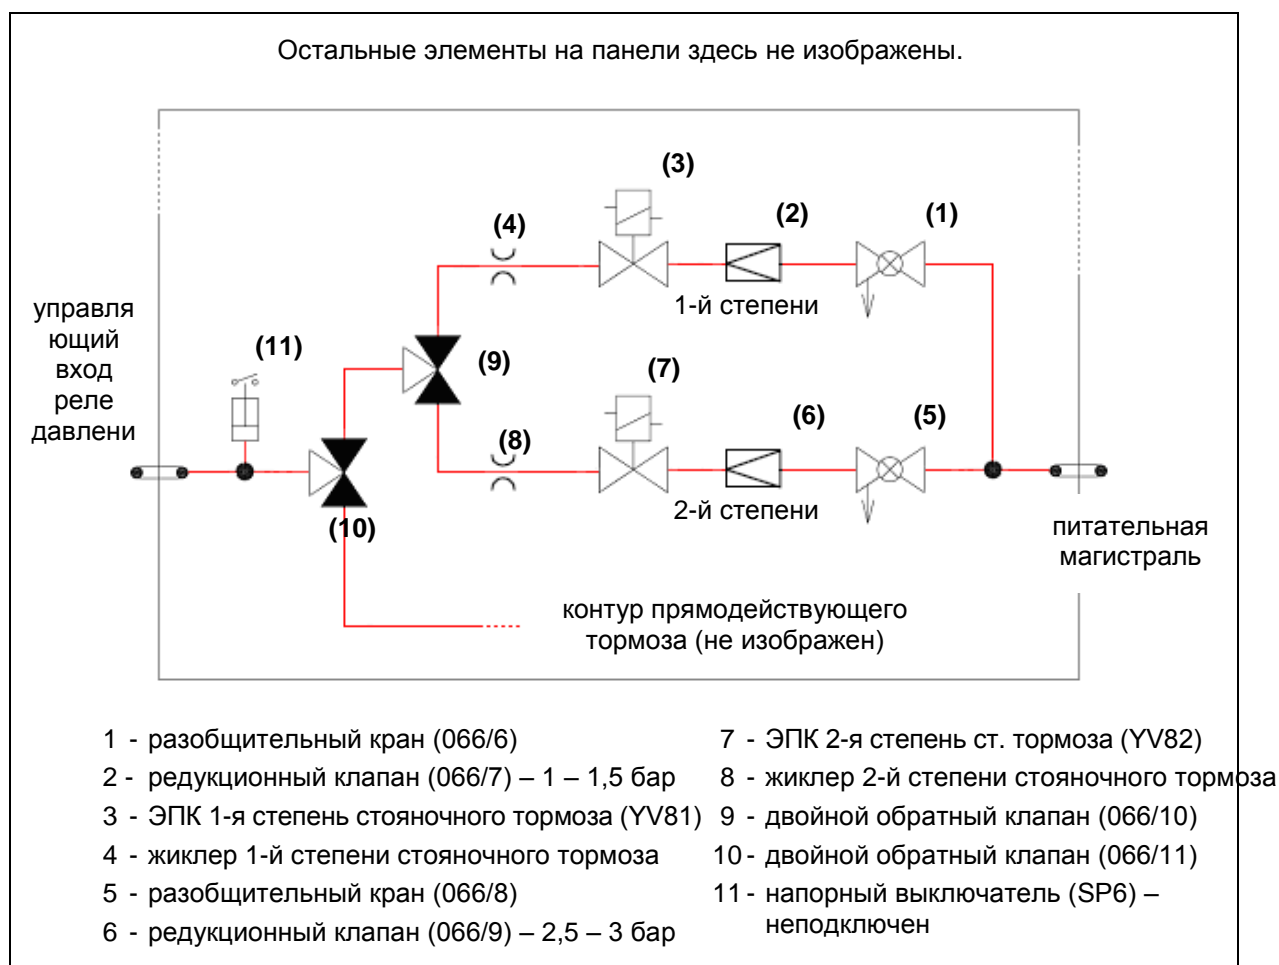 Остальные элементы на панели здесь не изображены.
(3)
(4)
(2)
(1)
1-й степени
управля
ющий
вход
реле
давлени
(11)
(9)
(7)
(8)
(6)
(5)
2-й степени
(10)
питательная
магистраль
контур прямодействующего
тормоза (не изображен)
1 - разобщительный кран (066/6)
2 - редукционный клапан (066/7) – 1 – 1,5 бар
3 - ЭПК 1-я степень стояночного тормоза (YV81)
4 - жиклер 1-й степени стояночного тормоза
5 - разобщительный кран (066/8)
6 - редукционный клапан (066/9) – 2,5 – 3 бар
7 - ЭПК 2-я степень ст. тормоза (YV82)
8 - жиклер 2-й степени стояночного тормоза
9 - двойной обратный клапан (066/10)
10 - двойной обратный клапан (066/11)
11 - напорный выключатель (SP6) –
неподключен